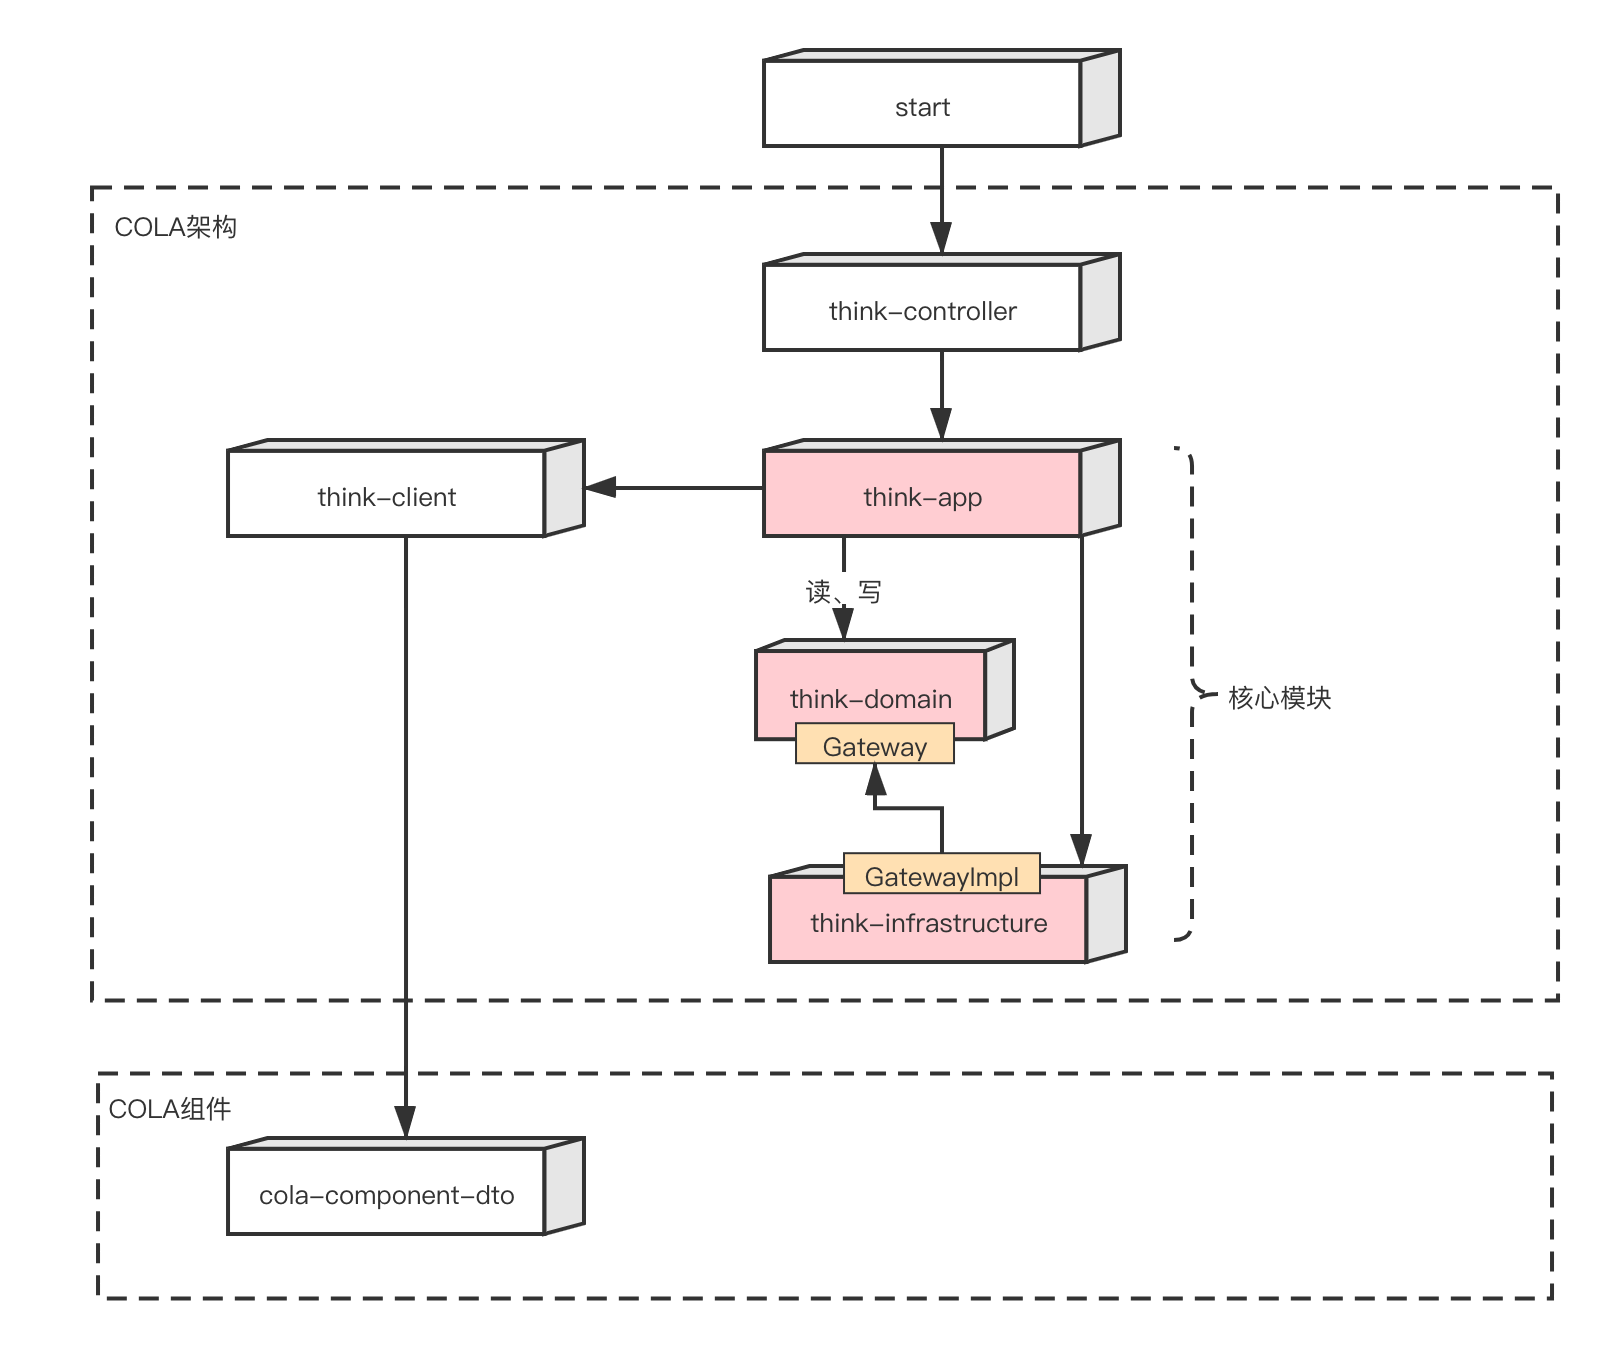 start
COLA架构
think-controller
think-client
think-app
读、写
think-domain
核心模块
Gateway
GatewayImpl
think-infrastructure
COLA组件
cola-component-dto